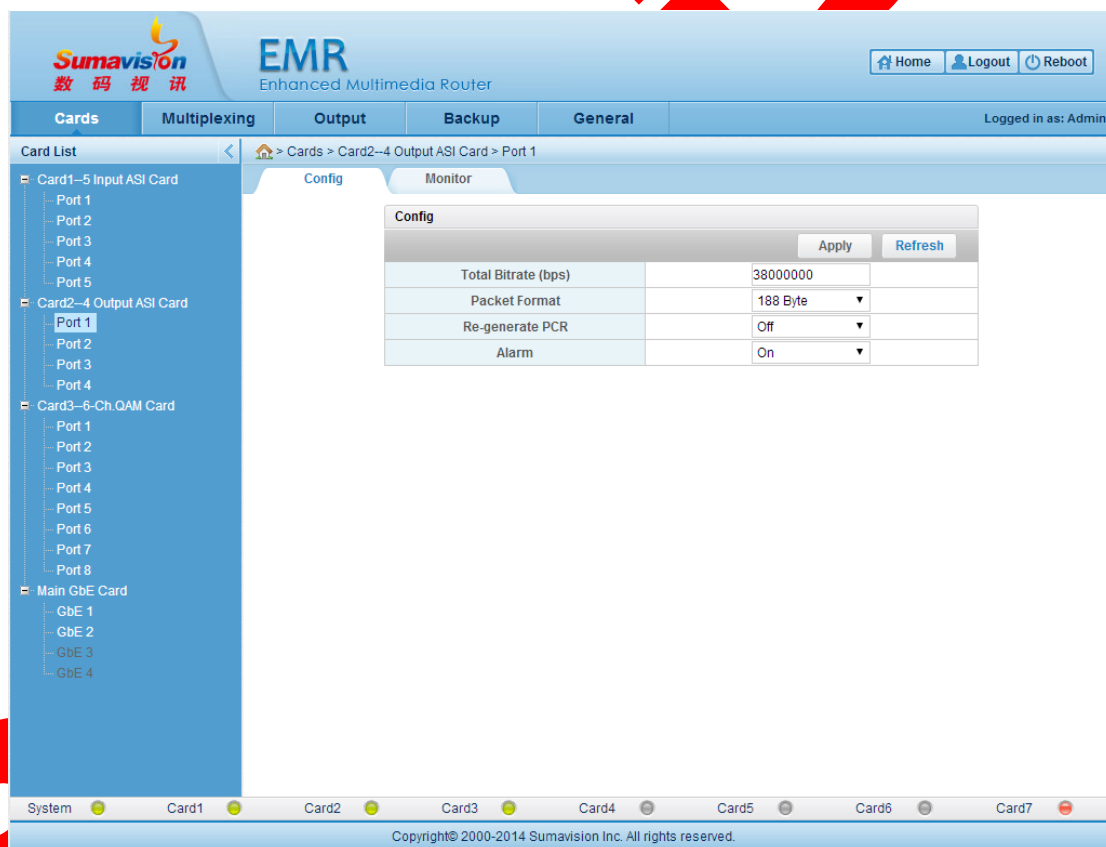 Sumavision
数 码 视 讯
EMR
Enhanced Multimedia Router
Home Logout Reboot
Cards Multiplexing Output Backup General Logged in as: Admin
Card List
> Cards > Card2--4 Output ASI Card > Port 1
Card1--5 Input ASI Card
Port 1
Port 2
Port 3
Port 4
Port 5
Card2--4 Output ASI Card
Port 1
Port 2
Port 3
Port 4
Card3--6-Ch.QAM Card
Port 1
Port 2
Port 3
Port 4
Port 5
Port 6
Port 7
Port 8
Main GbE Card
GbE 1
GbE 2
GbE 3
GbE 4
Config Monitor
Config
Apply Refresh
Total Bitrate (bps) 38000000
Packet Format 188 Byte
Re-generate PCR Off
Alarm On
System Card1 Card2 Card3 Card4 Card5 Card6 Card7
Copyright© 2000-2014 Sumavision Inc. All rights reserved.